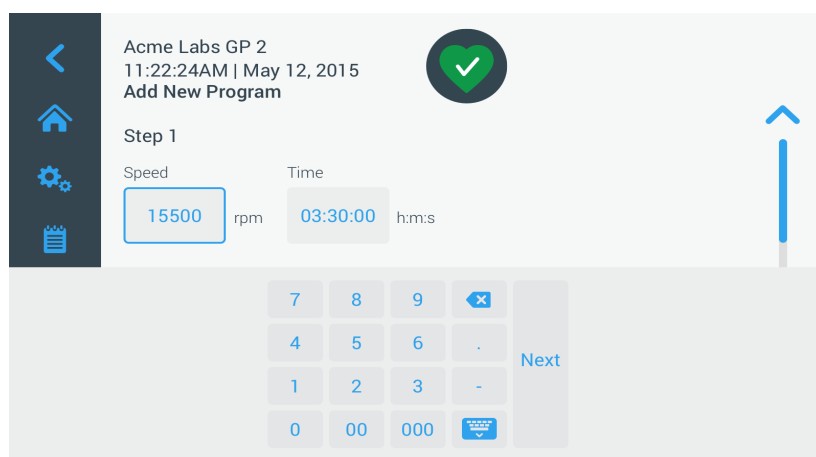 Acme Labs GP 2
11:22:24AM | May 12, 2015
Add New Program
Step 1
Speed Time
15500 rpm 03:30:00 h:m:s
7 8 9
4 5 6 .
Next
1 2 3 -
0 00 000